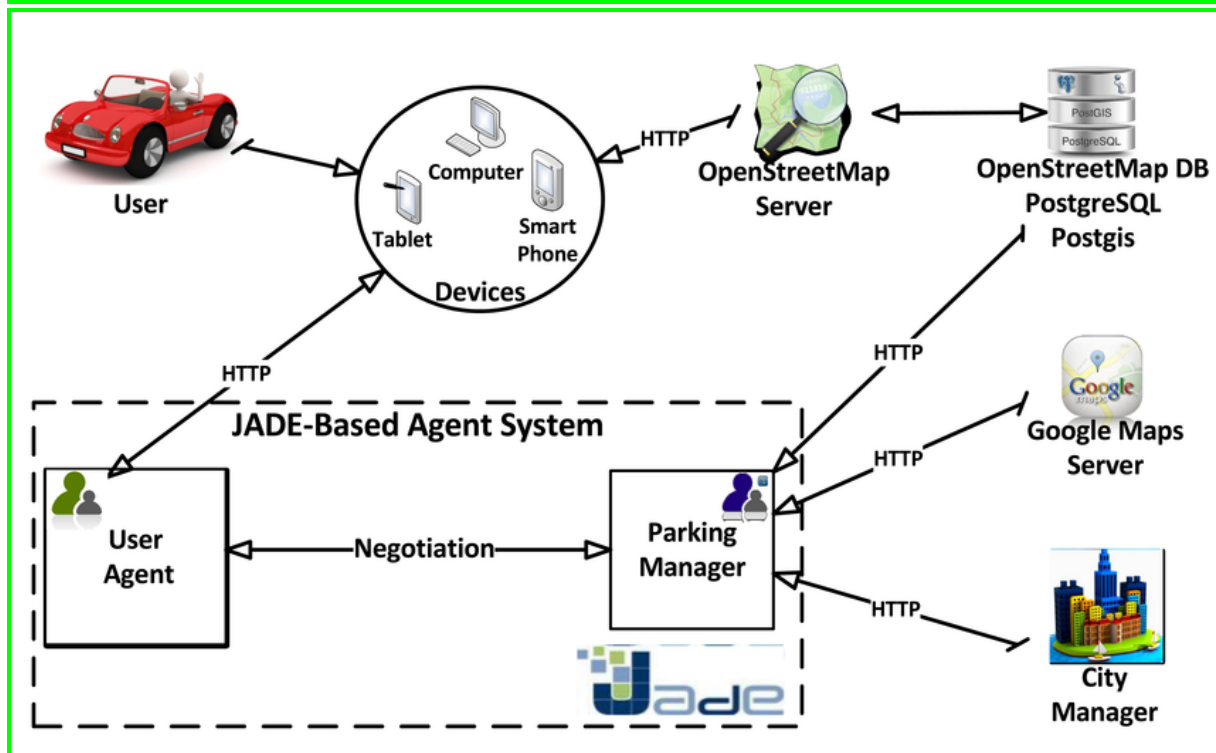 User
Computer
Tablet
Smart
Phone
Devices
HTTP
OpenStreetMap
Server
PostGIS
PostgreSQL
OpenStreetMap DB
PostgreSQL
Postgis
HTTP
HTTP
Google
maps
Google Maps
Server
HTTP
JADE-Based Agent System
User
Agent
Negotiation
Parking
Manager
HTTP
Jade
City
Manager